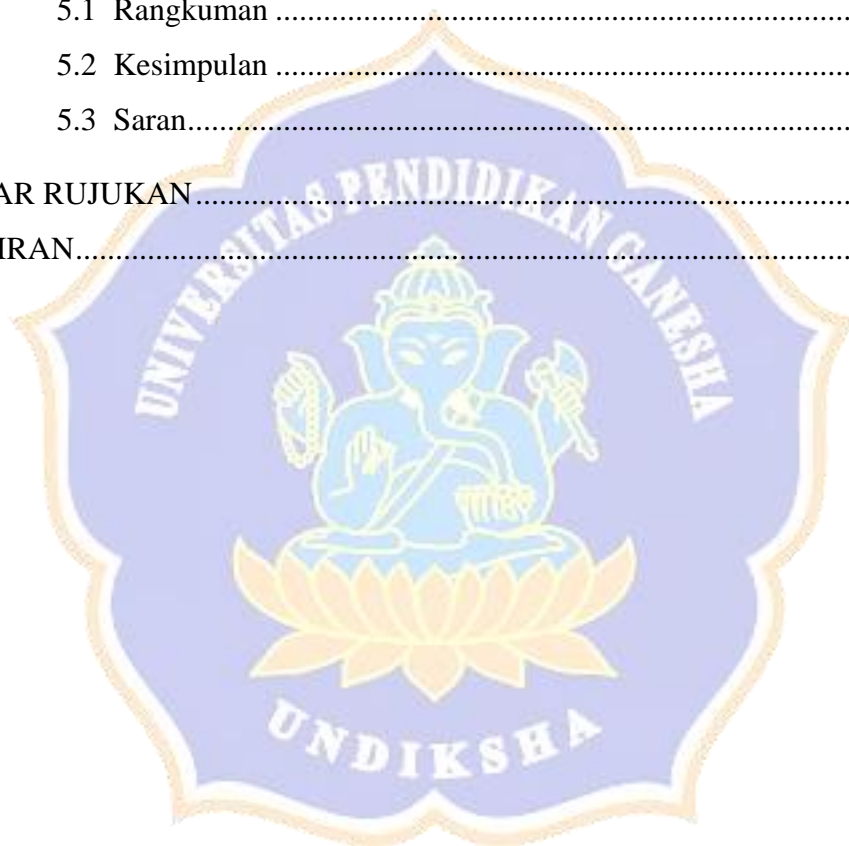 5.1 Rangkuman ........................................................................
5.2 Kesimpulan ........................................................................
5.3 Saran...................................................................................
AR RUJUKAN..................................................................................
IRAN.................................................................................................
UNIVERSITAS PENDIDIKAN GANESHA
UNDIKSHA